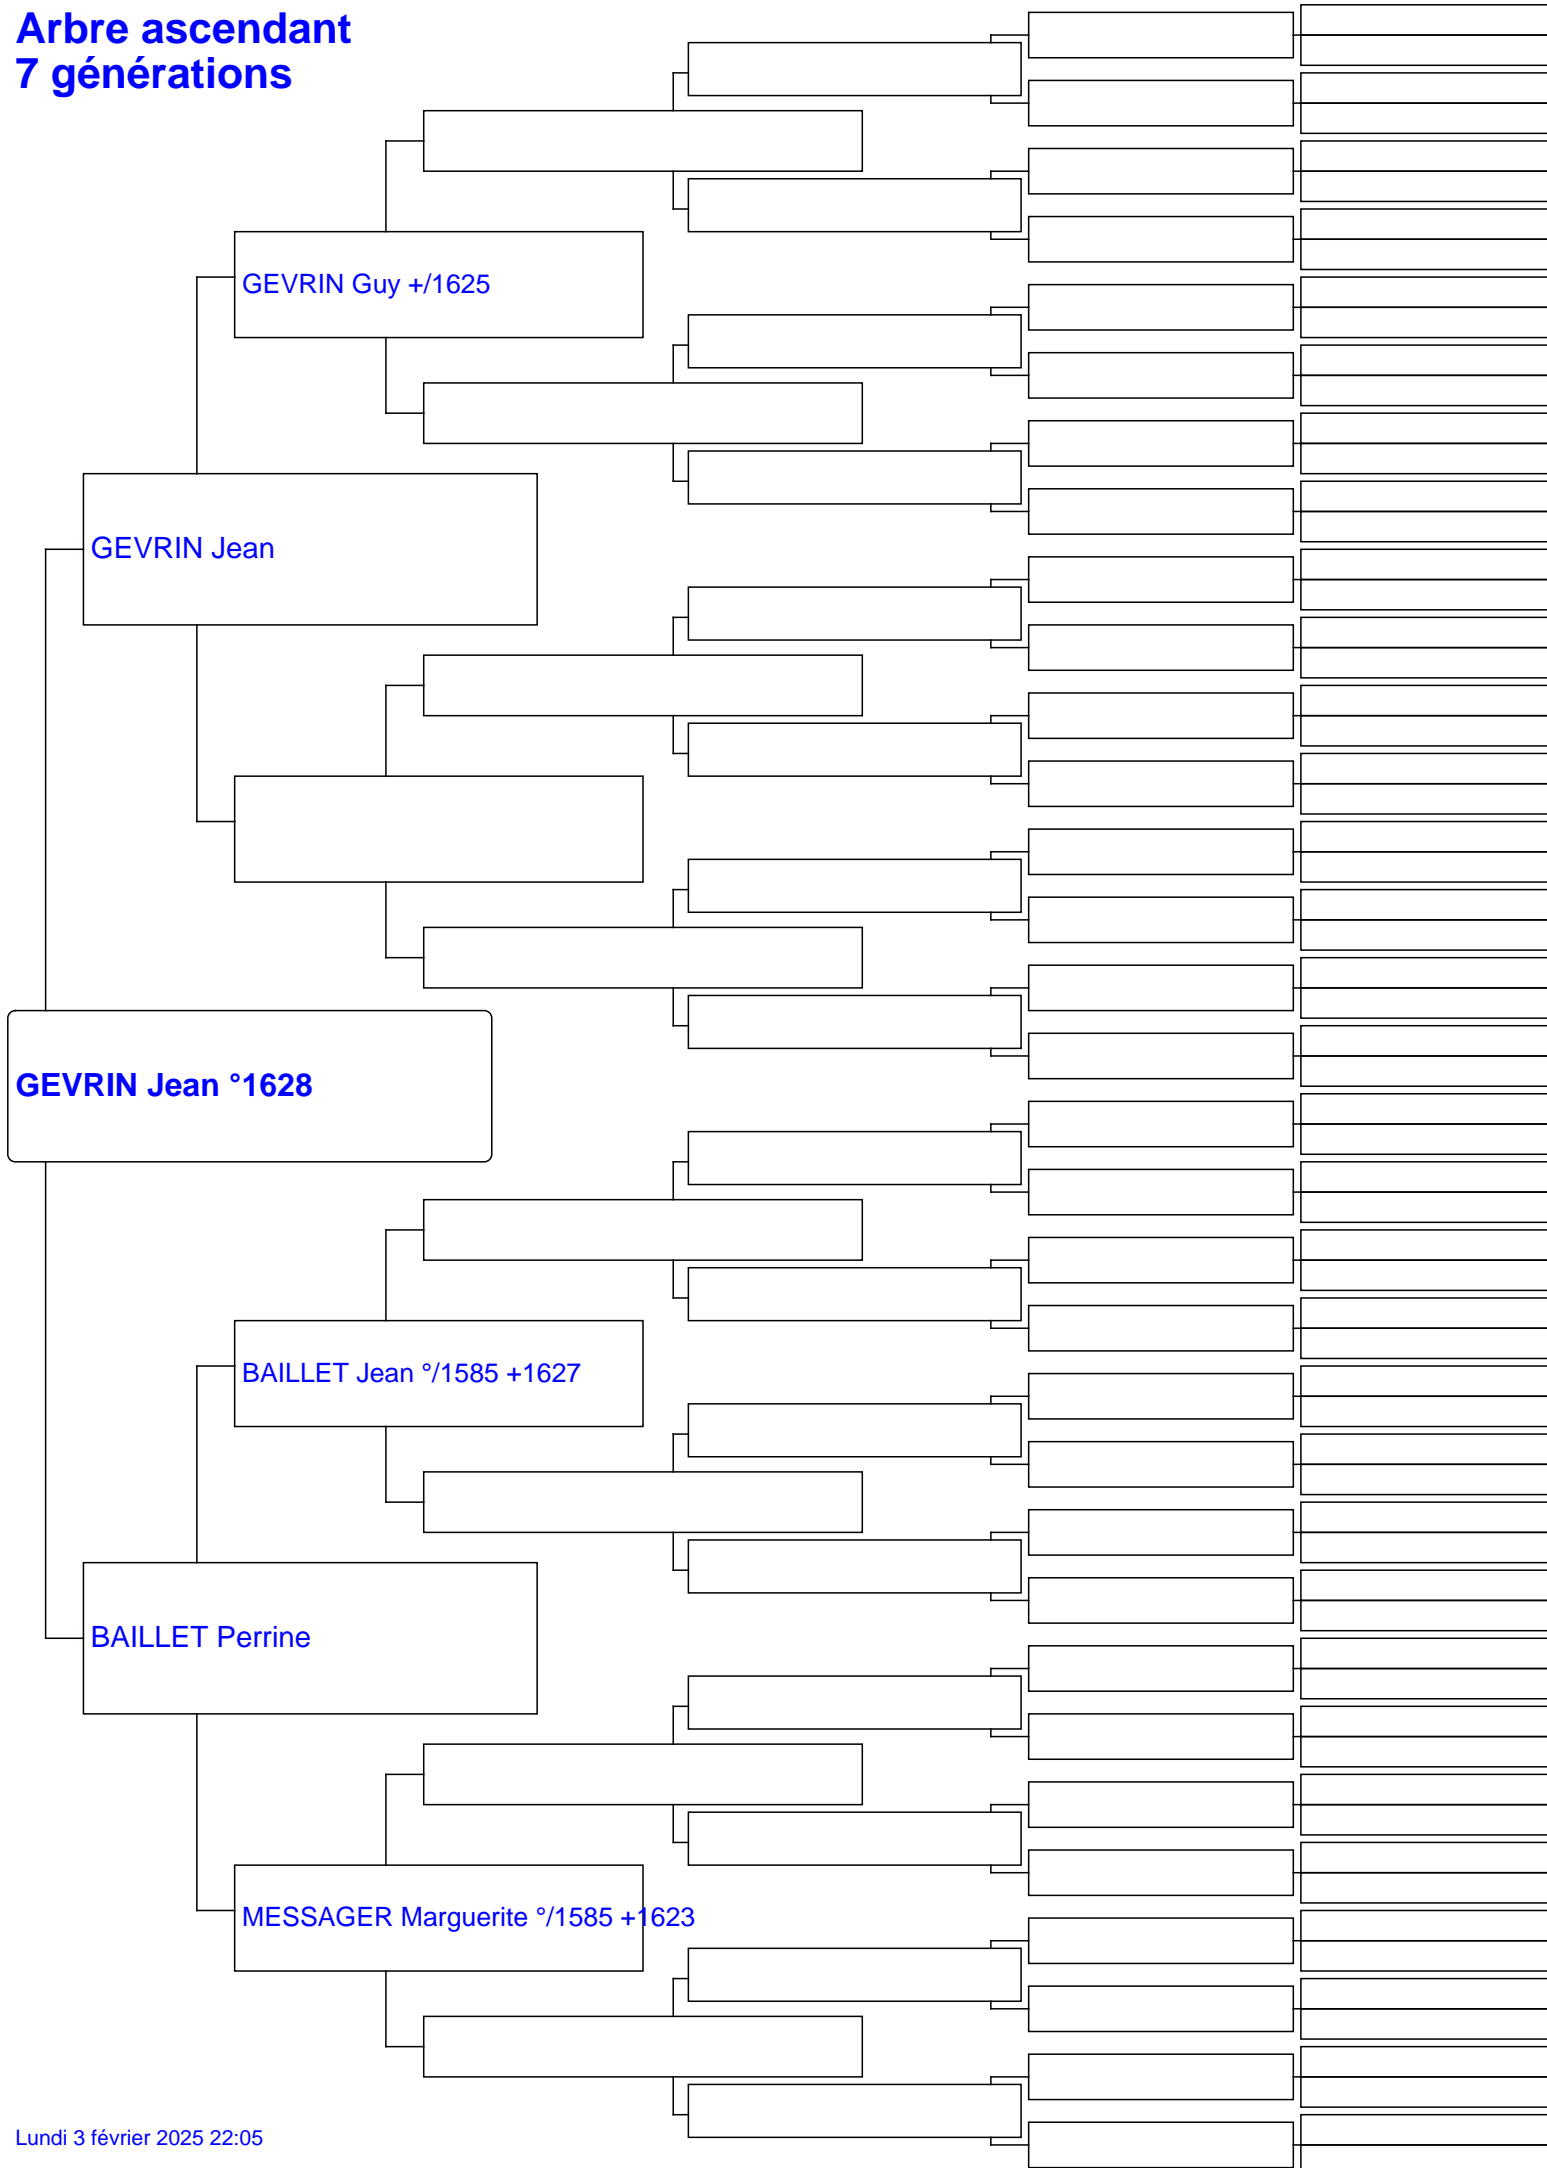 Arbre ascendant
7 générations
GEVRIN Guy +/1625
GEVRIN Jean
GEVRIN Jean °1628
BAILLET Jean °/1585 +1627
BAILLET Perrine
MESSAGER Marguerite °/1585 +1623
Lundi 3 février 2025 22:05